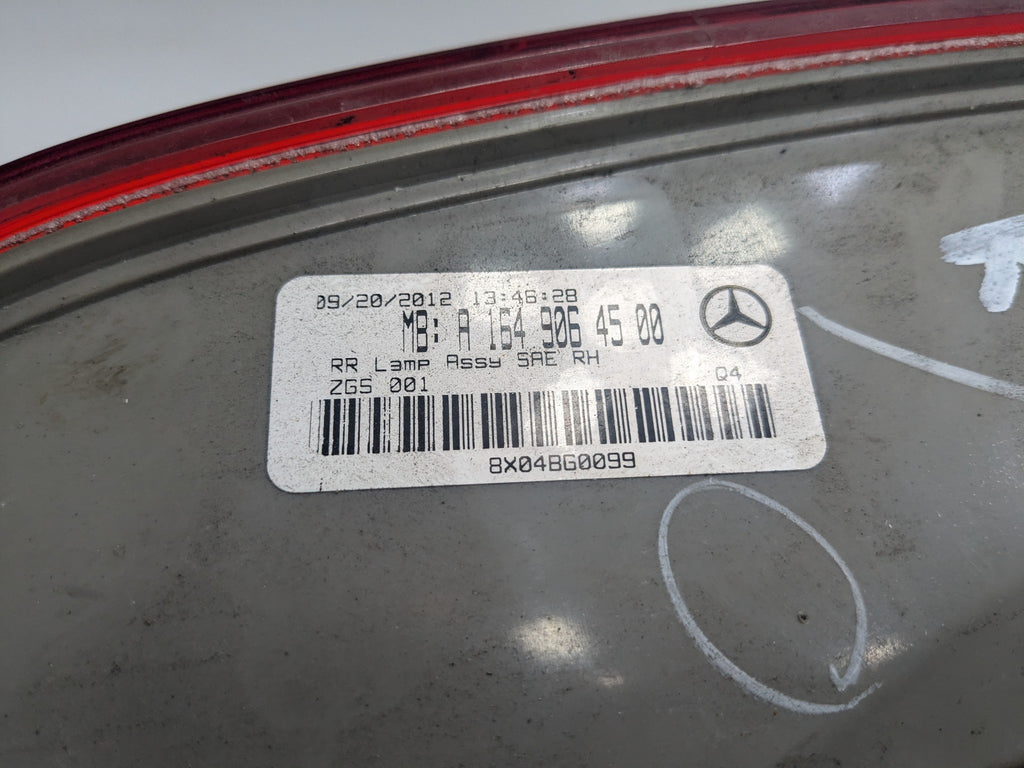 09/20/2012 13:46:28
MB: A 164 906 45 00
RR Lamp Assy SAE RH
ZGS 001
Q4
8X04BG0099